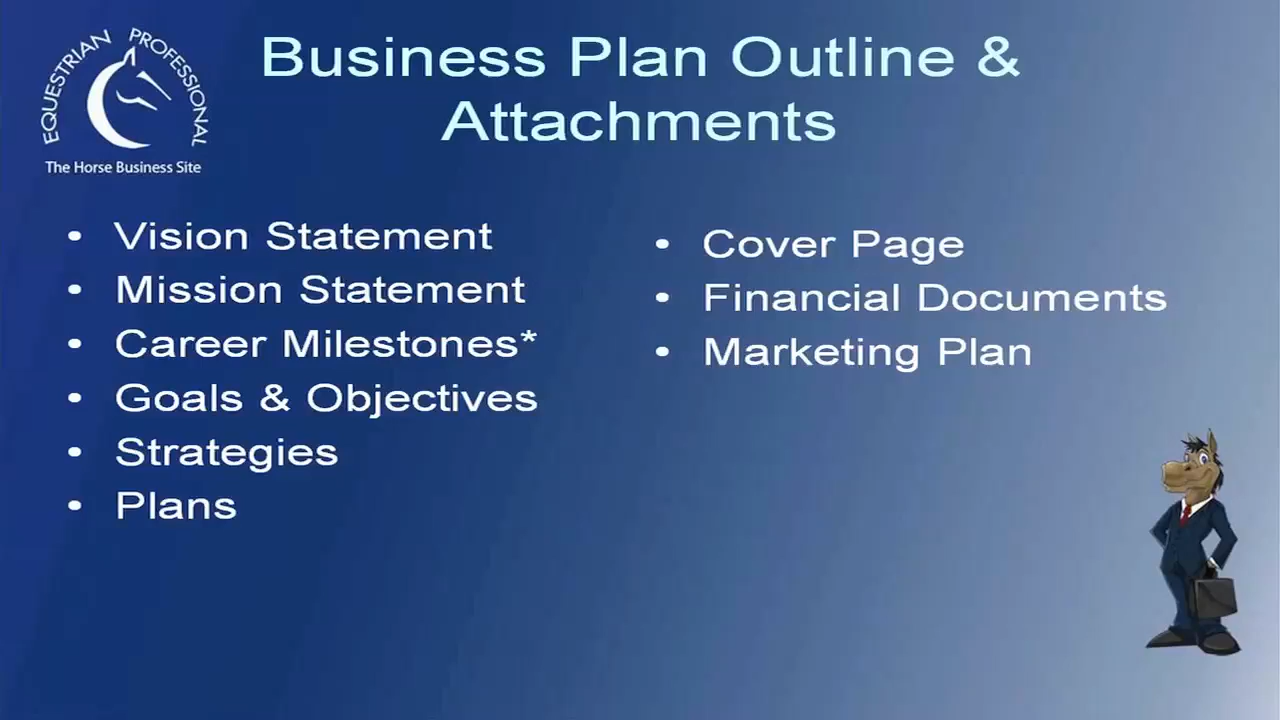 EQUESTRIAN PROFESSIONAL
The Horse Business Site
Business Plan Outline &
Attachments
• Vision Statement
• Mission Statement
• Career Milestones*
• Goals & Objectives
• Strategies
• Plans
• Cover Page
• Financial Documents
• Marketing Plan